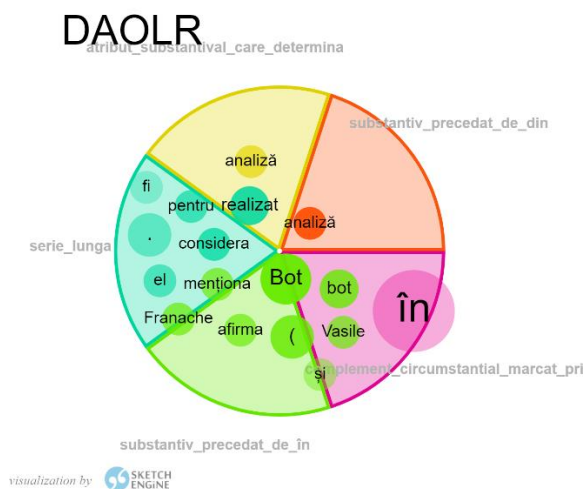 DAOLR
atribut_substantival_care_determina
substantiv_precedat_de_din
analiză
fi
pentru
realizat
analiză
.
considera
serie_lunga
el
menționa
Bot
bot
în
Franache
afirma
(
Vasile
și
complement_circumstantial_marcat_pri
substantiv_precedat_de_în
visualization by SKETCH ENGINE